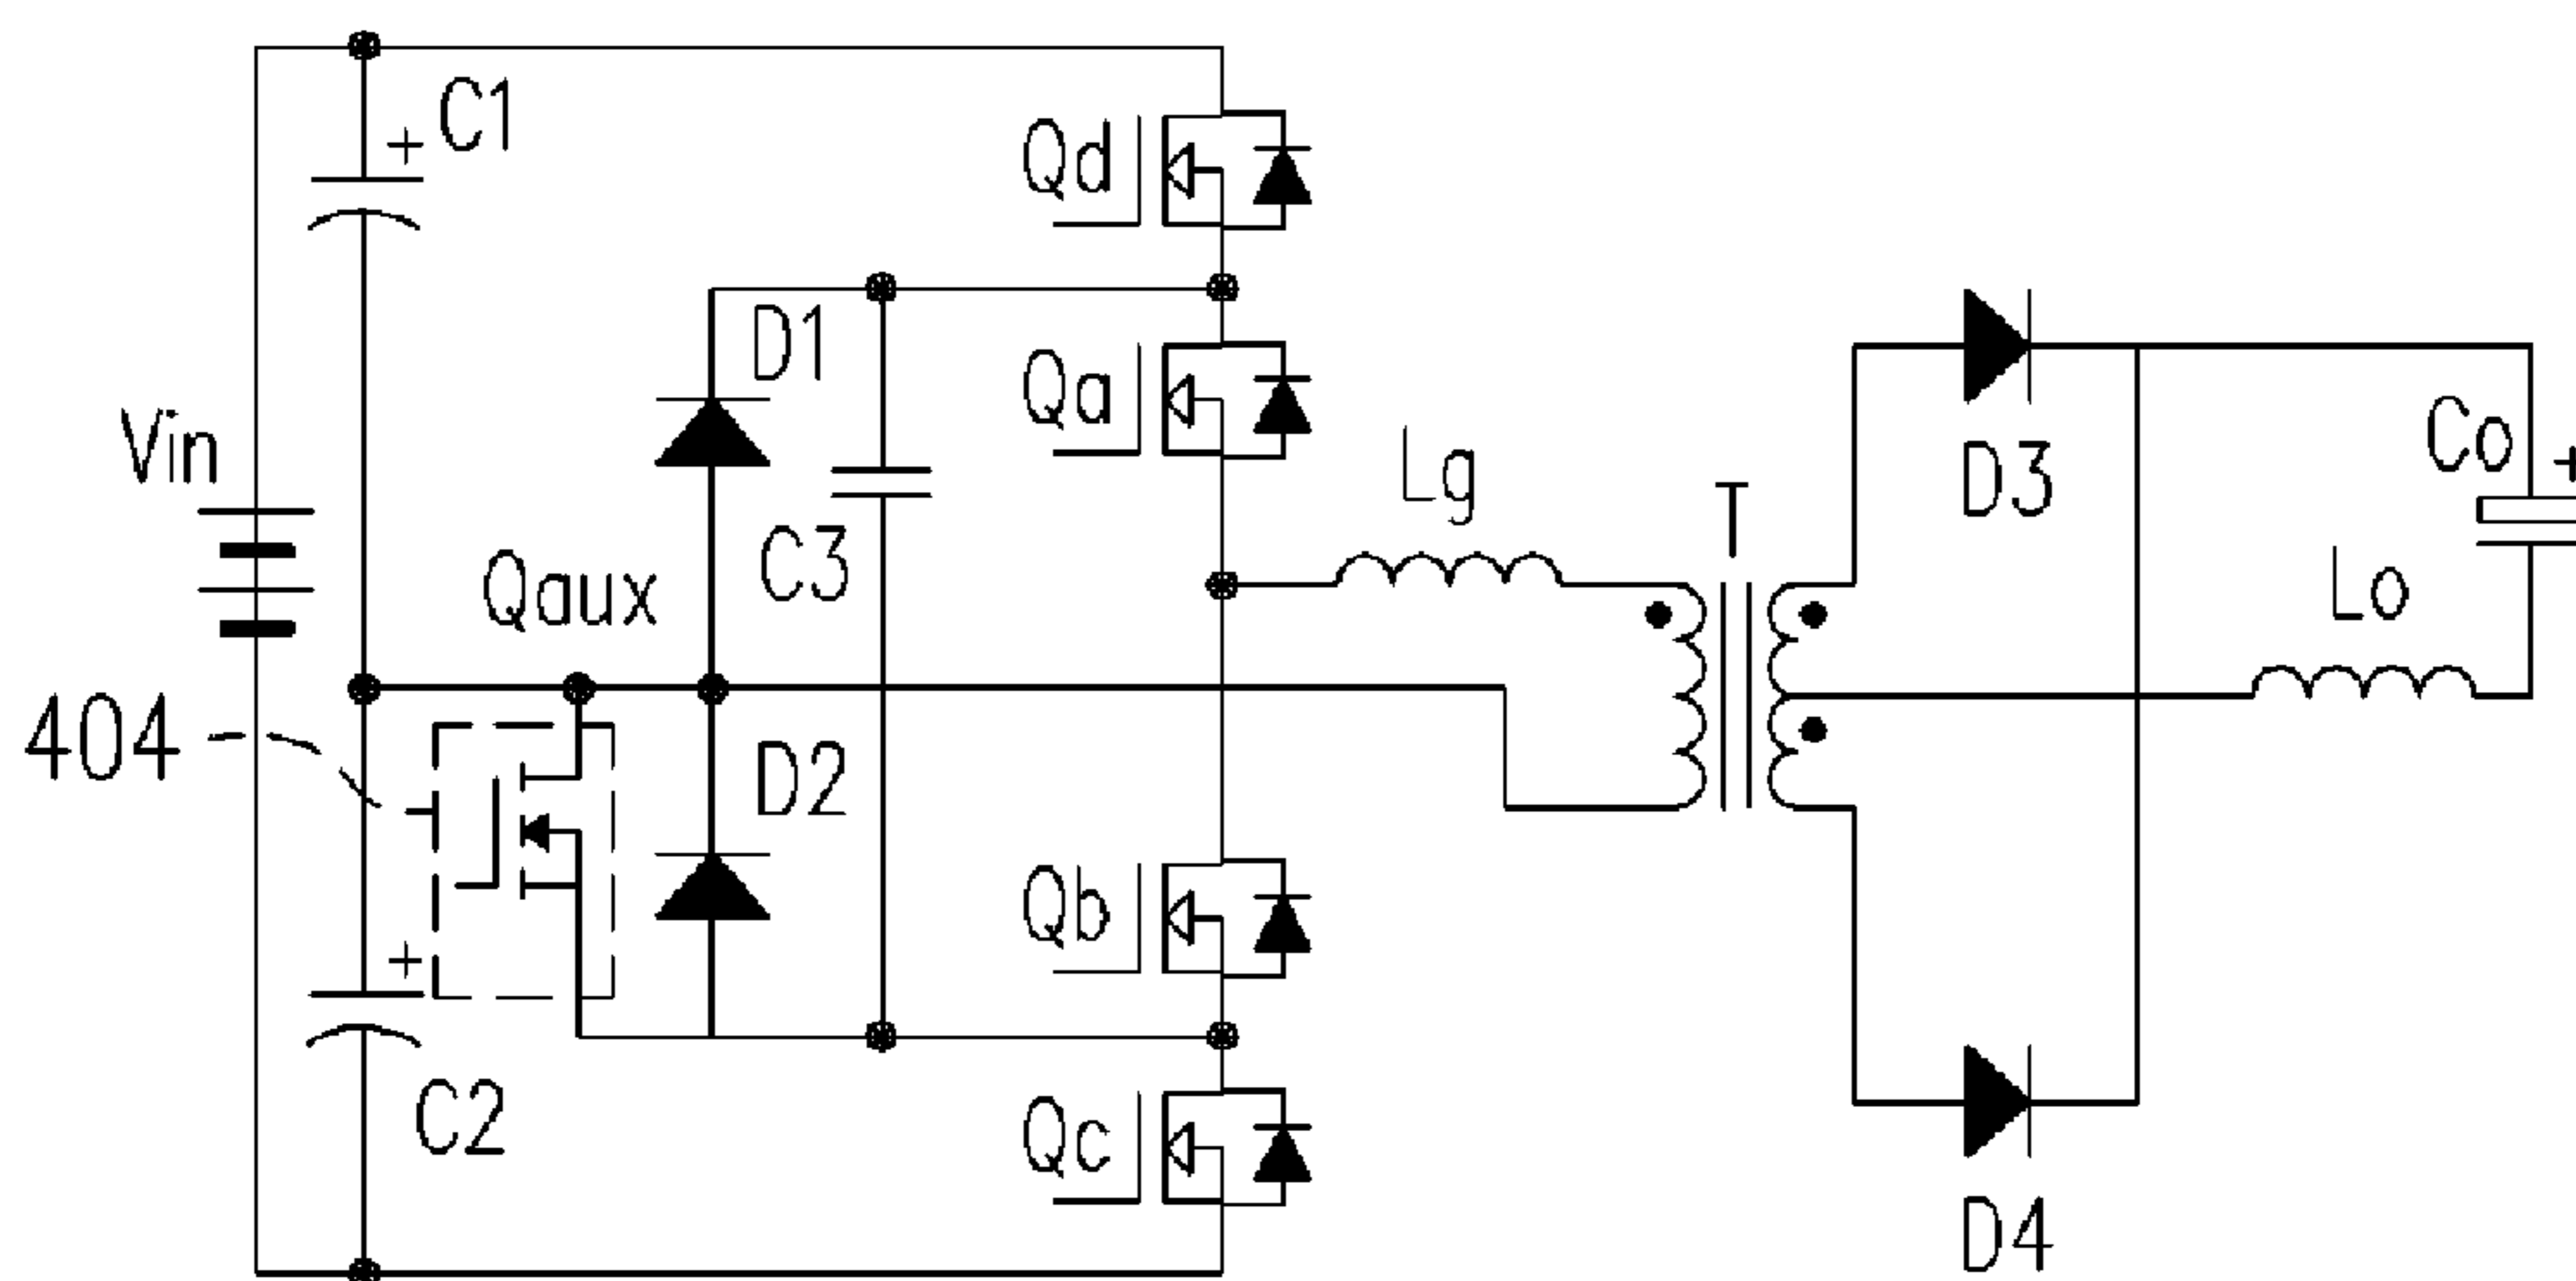 C1
+
Qd
D1
Qa
Vin
Lg
Co
+
D3
T
Qaux
C3
Lo
404
D2
Qb
+
C2
Qc
D4